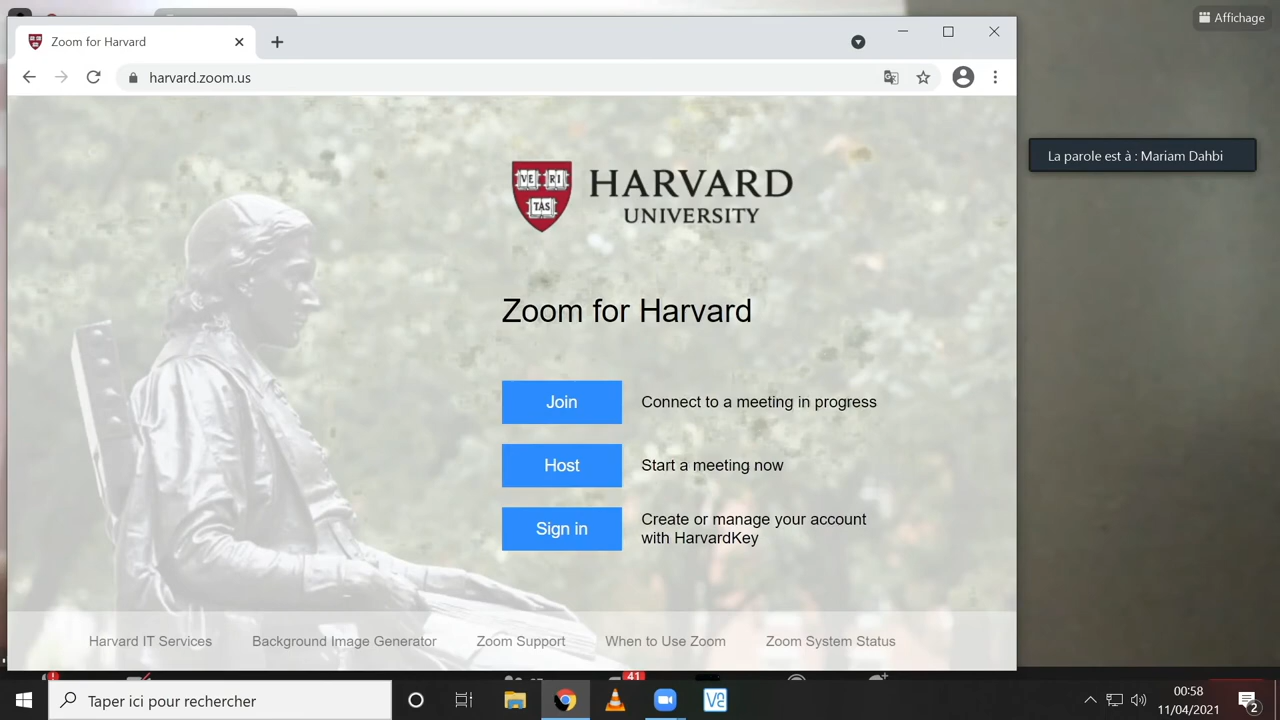 Affichage
Zoom for Harvard
harvard.zoom.us
La parole est à : Mariam Dahbi
VE RI
TAS
HARVARD
UNIVERSITY
Zoom for Harvard
Join Connect to a meeting in progress
Host Start a meeting now
Sign in Create or manage your account
with HarvardKey
Harvard IT Services Background Image Generator Zoom Support When to Use Zoom Zoom System Status
41
Taper ici pour rechercher
00:58
11/04/2021
2